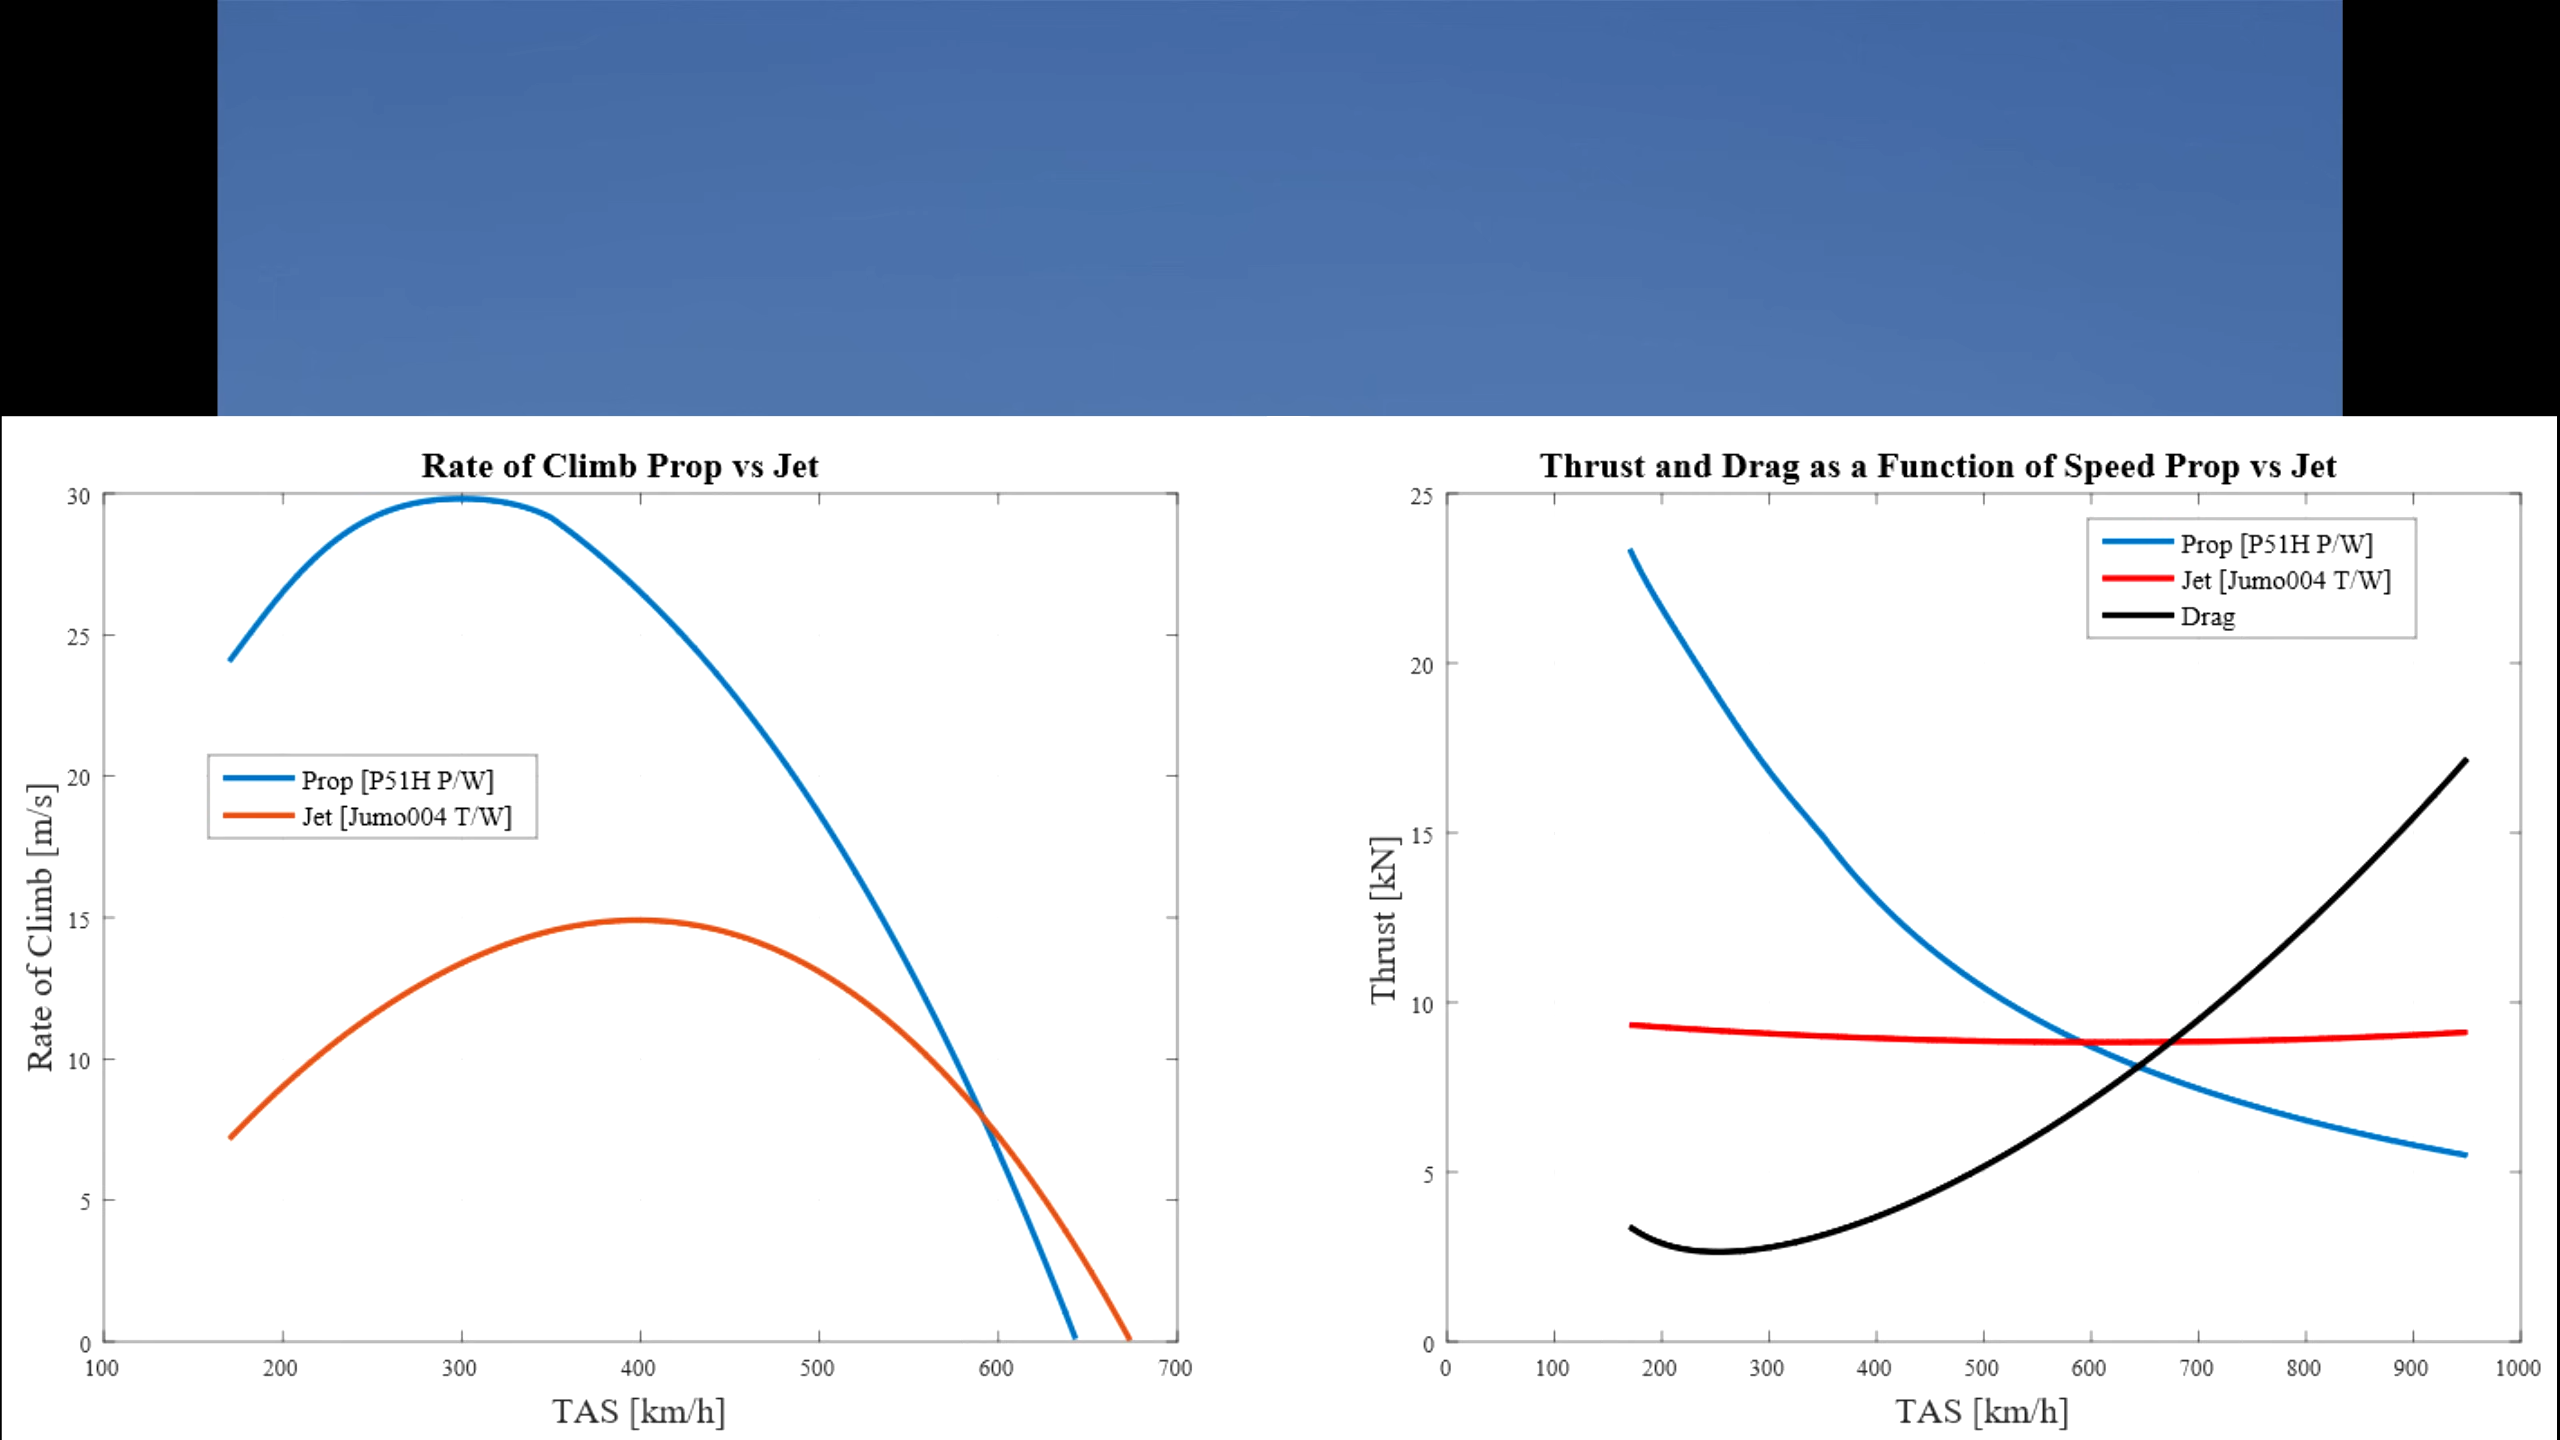 Rate of Climb Prop vs Jet
30
25
20
15
10
5
0
Rate of Climb [m/s]
Prop [P51H P/W]
Jet [Jumo004 T/W]
100 200 300 400 500 600 700
TAS [km/h]
Thrust and Drag as a Function of Speed Prop vs Jet
25
20
15
10
5
0
Thrust [kN]
Prop [P51H P/W]
Jet [Jumo004 T/W]
Drag
0 100 200 300 400 500 600 700 800 900 1000
TAS [km/h]